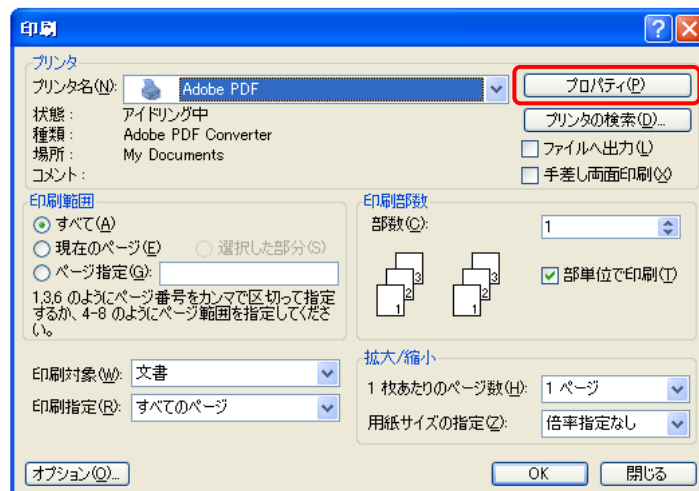 印刷
プリンタ
プリンタ名(N): Adobe PDF プロパティ(P)
状態: アイドリング中 プリンタの検索(D)...
種類: Adobe PDF Converter
場所: My Documents ファイルへ出力(L)
コメント: 手差し両面印刷(X)
印刷範囲
すべて(A)
現在のページ(E) 選択した部分(S)
ページ指定(G):
1,3,6 のようにページ番号をカンマで区切って指定
するか、4-8 のようにページ範囲を指定してくださ
い。
印刷部数
部数(C): 1
部単位で印刷(T)
1 2 3
1 2 3
印刷対象(W): 文書
印刷指定(R): すべてのページ
拡大/縮小
1 枚あたりのページ数(H): 1 ページ
用紙サイズの指定(Z): 倍率指定なし
オプション(O)... OK 閉じる